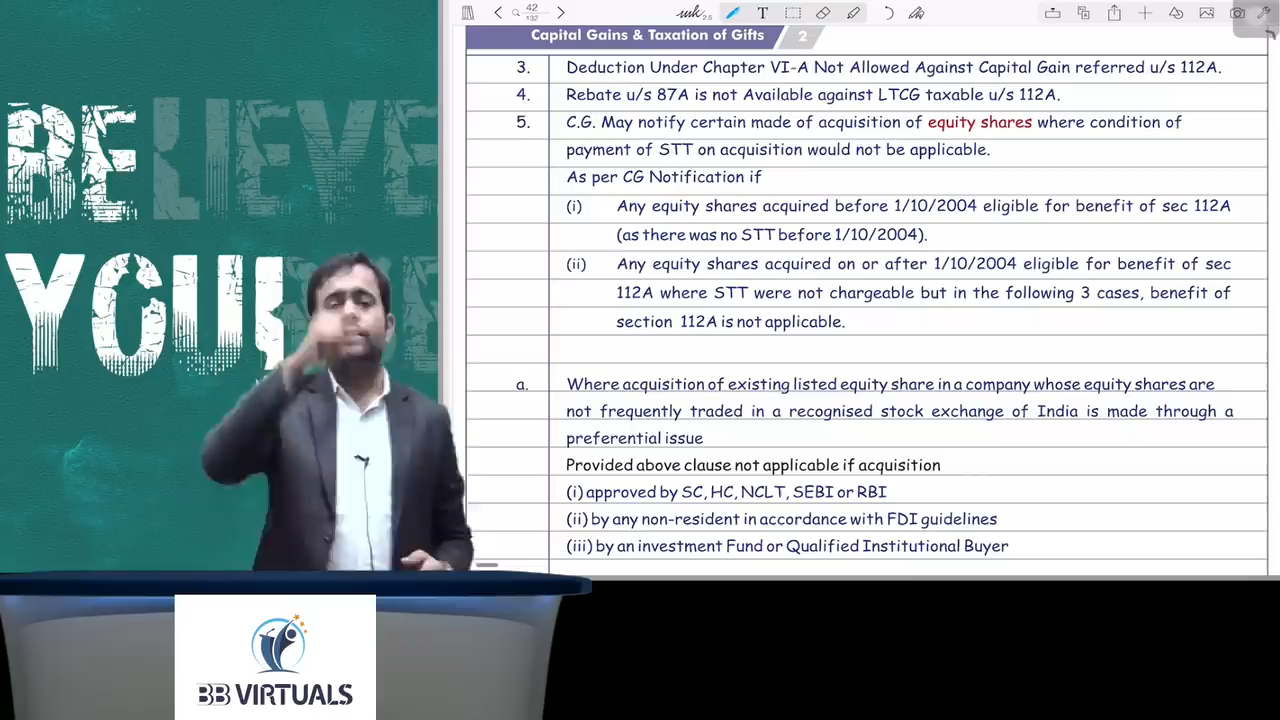 42
132
Capital Gains & Taxation of Gifts 2
3. Deduction Under Chapter VI-A Not Allowed Against Capital Gain referred u/s 112A.
4. Rebate u/s 87A is not Available against LTCG taxable u/s 112A.
5. C.G. May notify certain made of acquisition of equity shares where condition of
payment of STT on acquisition would not be applicable.
As per CG Notification if
(i) Any equity shares acquired before 1/10/2004 eligible for benefit of sec 112A
(as there was no STT before 1/10/2004).
(ii) Any equity shares acquired on or after 1/10/2004 eligible for benefit of sec
112A where STT were not chargeable but in the following 3 cases, benefit of
section 112A is not applicable.
a. Where acquisition of existing listed equity share in a company whose equity shares are
not frequently traded in a recognised stock exchange of India is made through a
preferential issue
Provided above clause not applicable if acquisition
(i) approved by SC, HC, NCLT, SEBI or RBI
(ii) by any non-resident in accordance with FDI guidelines
(iii) by an investment Fund or Qualified Institutional Buyer
BELIEVE
YOU
BB VIRTUALS